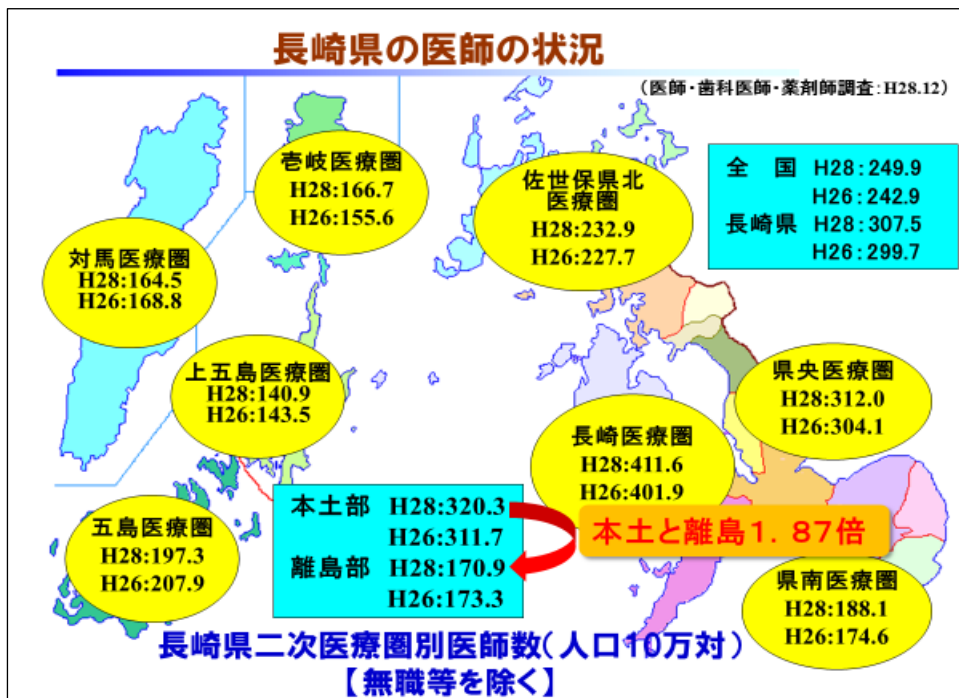 長崎県の医師の状況
(医師・歯科医師・薬剤師調査:H28.12)
壱岐医療圏
H28:166.7
H26:155.6
佐世保県北
医療圏
H28:232.9
H26:227.7
全 国 H28:249.9
H26:242.9
長崎県 H28:307.5
H26:299.7
対馬医療圏
H28:164.5
H26:168.8
上五島医療圏
H28:140.9
H26:143.5
県央医療圏
H28:312.0
H26:304.1
長崎医療圏
H28:411.6
H26:401.9
五島医療圏
H28:197.3
H26:207.9
本土部 H28:320.3
H26:311.7
離島部 H28:170.9
H26:173.3
本土と離島1.87倍
県南医療圏
H28:188.1
H26:174.6
長崎県二次医療圏別医師数(人口10万対)
【無職等を除く】